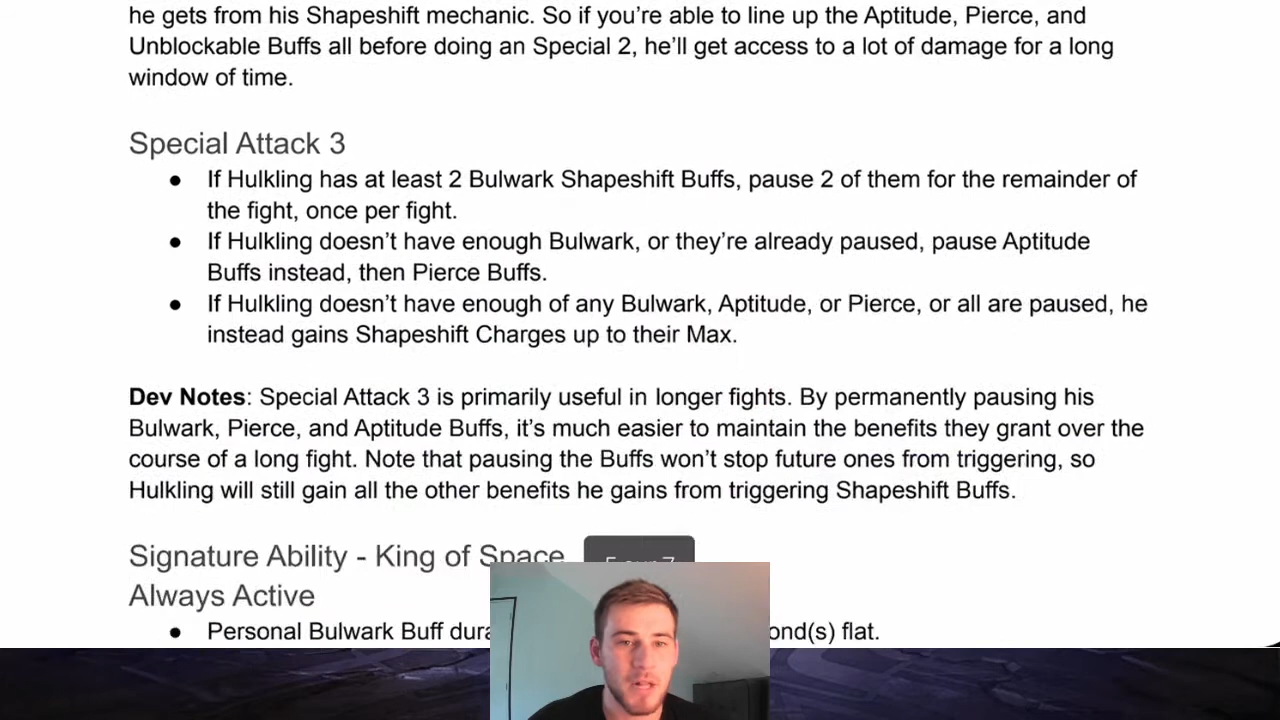 he gets from his Shapeshift mechanic. So if you’re able to line up the Aptitude, Pierce, and
Unblockable Buffs all before doing an Special 2, he’ll get access to a lot of damage for a long
window of time.
Special Attack 3
● If Hulkling has at least 2 Bulwark Shapeshift Buffs, pause 2 of them for the remainder of
the fight, once per fight.
● If Hulkling doesn’t have enough Bulwark, or they’re already paused, pause Aptitude
Buffs instead, then Pierce Buffs.
● If Hulkling doesn’t have enough of any Bulwark, Aptitude, or Pierce, or all are paused, he
instead gains Shapeshift Charges up to their Max.
Dev Notes: Special Attack 3 is primarily useful in longer fights. By permanently pausing his
Bulwark, Pierce, and Aptitude Buffs, it’s much easier to maintain the benefits they grant over the
course of a long fight. Note that pausing the Buffs won’t stop future ones from triggering, so
Hulkling will still gain all the other benefits he gains from triggering Shapeshift Buffs.
Signature Ability - King of Space
Always Active
● Personal Bulwark Buff ond(s) flat.